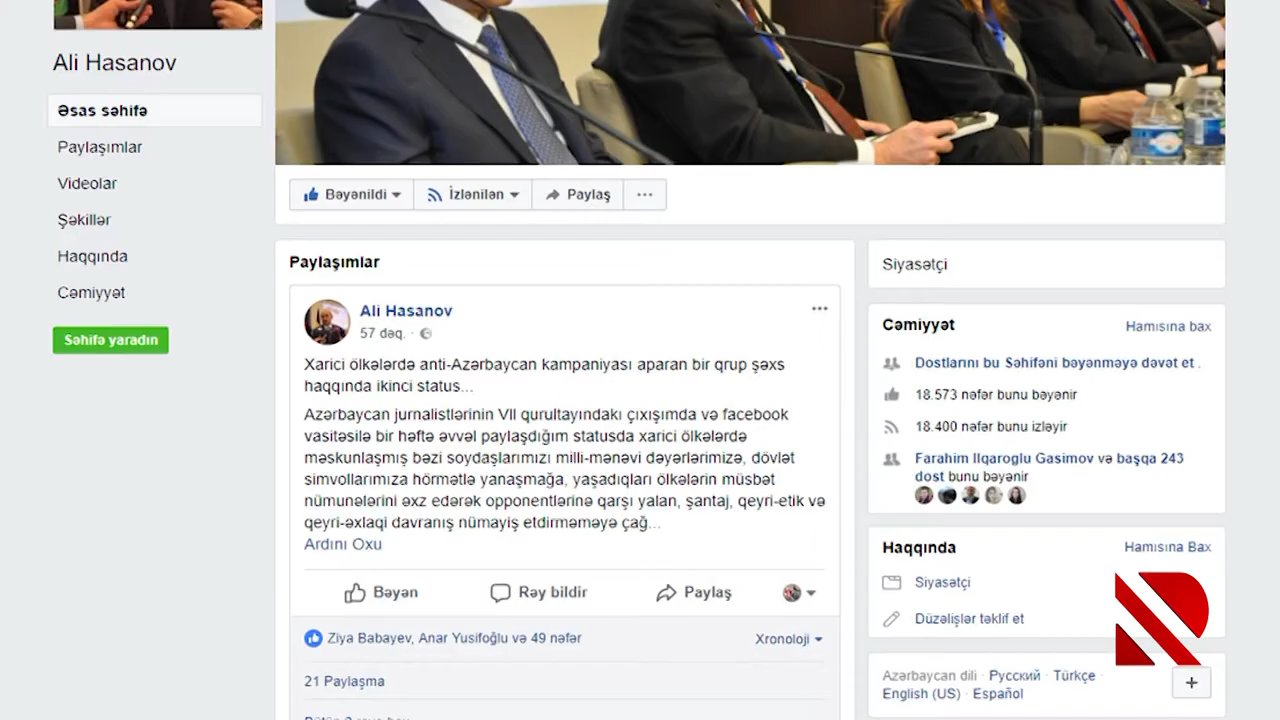 Ali Hasanov
Əsas səhifə
Paylaşımlar
Videolar
Şəkillər
Haqqında
Cəmiyyət
Səhifə yaradın
Bəyənildi
İzlənilən
Paylaş
Paylaşımlar
Ali Hasanov
57 dəq. ·
Xarici ölkələrdə anti-Azərbaycan kampaniyası aparan bir qrup şəxs
haqqında ikinci status...
Azərbaycan jurnalistlərinin VII qurultayındakı çıxışımda və facebook
vasitəsilə bir həftə əvvəl paylaşdığım statusda xarici ölkələrdə
məskunlaşmış bəzi soydaşlarımızı milli-mənəvi dəyərlərimizə, dövlət
simvollarımıza hörmətlə yanaşmağa, yaşadıqları ölkələrin müsbət
nümunələrini əxz edərək opponentlərinə qarşı yalan, şantaj, qeyri-etik və
qeyri-əxlaqi davranış nümayiş etdirməməyə çağ...
Ardını Oxu
Bəyən
Rəy bildir
Paylaş
Ziya Babayev, Anar Yusifoğlu və 49 nəfər
Xronoloji
21 Paylaşma
Siyasətçi
Cəmiyyət
Hamısına bax
Dostlarını bu Səhifəni bəyənməyə dəvət et .
18.573 nəfər bunu bəyənir
18.400 nəfər bunu izləyir
Farahim Ilqaroglu Gasimov və başqa 243
dost bunu bəyənir
Haqqında
Hamısına Bax
Siyasətçi
Düzəlişlər təklif et
Azərbaycan dili · Русский · Türkçe ·
English (US) · Español